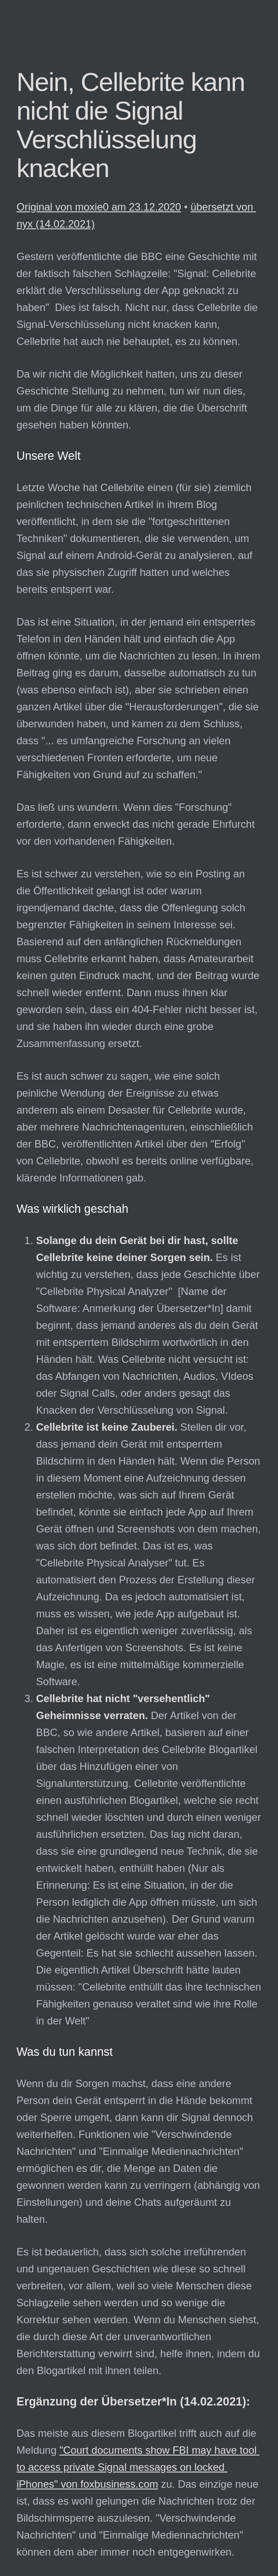 Nein, Cellebrite kann
nicht die Signal
Verschlüsselung
knacken
Original von moxie0 am 23.12.2020 • übersetzt von
nyx (14.02.2021)
Gestern veröffentlichte die BBC eine Geschichte mit
der faktisch falschen Schlagzeile: "Signal: Cellebrite
erklärt die Verschlüsselung der App geknackt zu
haben"  Dies ist falsch. Nicht nur, dass Cellebrite die
Signal-Verschlüsselung nicht knacken kann,
Cellebrite hat auch nie behauptet, es zu können.
Da wir nicht die Möglichkeit hatten, uns zu dieser
Geschichte Stellung zu nehmen, tun wir nun dies,
um die Dinge für alle zu klären, die die Überschrift
gesehen haben könnten.
Unsere Welt
Letzte Woche hat Cellebrite einen (für sie) ziemlich
peinlichen technischen Artikel in ihrem Blog
veröffentlicht, in dem sie die "fortgeschrittenen
Techniken" dokumentieren, die sie verwenden, um
Signal auf einem Android-Gerät zu analysieren, auf
das sie physischen Zugriff hatten und welches
bereits entsperrt war.
Das ist eine Situation, in der jemand ein entsperrtes
Telefon in den Händen hält und einfach die App
öffnen könnte, um die Nachrichten zu lesen. In ihrem
Beitrag ging es darum, dasselbe automatisch zu tun
(was ebenso einfach ist), aber sie schrieben einen
ganzen Artikel über die "Herausforderungen", die sie
überwunden haben, und kamen zu dem Schluss,
dass "... es umfangreiche Forschung an vielen
verschiedenen Fronten erforderte, um neue
Fähigkeiten von Grund auf zu schaffen."
Das ließ uns wundern. Wenn dies "Forschung"
erforderte, dann erweckt das nicht gerade Ehrfurcht
vor den vorhandenen Fähigkeiten.
Es ist schwer zu verstehen, wie so ein Posting an
die Öffentlichkeit gelangt ist oder warum
irgendjemand dachte, dass die Offenlegung solch
begrenzter Fähigkeiten in seinem Interesse sei.
Basierend auf den anfänglichen Rückmeldungen
muss Cellebrite erkannt haben, dass Amateurarbeit
keinen guten Eindruck macht, und der Beitrag wurde
schnell wieder entfernt. Dann muss ihnen klar
geworden sein, dass ein 404-Fehler nicht besser ist,
und sie haben ihn wieder durch eine grobe
Zusammenfassung ersetzt.
Es ist auch schwer zu sagen, wie eine solch
peinliche Wendung der Ereignisse zu etwas
anderem als einem Desaster für Cellebrite wurde,
aber mehrere Nachrichtenagenturen, einschließlich
der BBC, veröffentlichten Artikel über den "Erfolg"
von Cellebrite, obwohl es bereits online verfügbare,
klärende Informationen gab.
Was wirklich geschah
1. Solange du dein Gerät bei dir hast, sollte
Cellebrite keine deiner Sorgen sein. Es ist
wichtig zu verstehen, dass jede Geschichte über
"Cellebrite Physical Analyzer"  [Name der
Software: Anmerkung der Übersetzer*In] damit
beginnt, dass jemand anderes als du dein Gerät
mit entsperrtem Bildschirm wortwörtlich in den
Händen hält. Was Cellebrite nicht versucht ist:
das Abfangen von Nachrichten, Audios, VIdeos
oder Signal Calls, oder anders gesagt das
Knacken der Verschlüsselung von Signal.
2. Cellebrite ist keine Zauberei. Stellen dir vor,
dass jemand dein Gerät mit entsperrtem
Bildschirm in den Händen hält. Wenn die Person
in diesem Moment eine Aufzeichnung dessen
erstellen möchte, was sich auf Ihrem Gerät
befindet, könnte sie einfach jede App auf Ihrem
Gerät öffnen und Screenshots von dem machen,
was sich dort befindet. Das ist es, was
"Cellebrite Physical Analyser" tut. Es
automatisiert den Prozess der Erstellung dieser
Aufzeichnung. Da es jedoch automatisiert ist,
muss es wissen, wie jede App aufgebaut ist.
Daher ist es eigentlich weniger zuverlässig, als
das Anfertigen von Screenshots. Es ist keine
Magie, es ist eine mittelmäßige kommerzielle
Software.
3. Cellebrite hat nicht "versehentlich"
Geheimnisse verraten. Der Artikel von der
BBC, so wie andere Artikel, basieren auf einer
falschen Interpretation des Cellebrite Blogartikel
über das Hinzufügen einer von
Signalunterstützung. Cellebrite veröffentlichte
einen ausführlichen Blogartikel, welche sie recht
schnell wieder löschten und durch einen weniger
ausführlichen ersetzten. Das lag nicht daran,
dass sie eine grundlegend neue Technik, die sie
entwickelt haben, enthüllt haben (Nur als
Erinnerung: Es ist eine Situation, in der die
Person lediglich die App öffnen müsste, um sich
die Nachrichten anzusehen). Der Grund warum
der Artikel gelöscht wurde war eher das
Gegenteil: Es hat sie schlecht aussehen lassen.
Die eigentlich Artikel Überschrift hätte lauten
müssen: "Cellebrite enthüllt das ihre technischen
Fähigkeiten genauso veraltet sind wie ihre Rolle
in der Welt"
Was du tun kannst
Wenn du dir Sorgen machst, dass eine andere
Person dein Gerät entsperrt in die Hände bekommt
oder Sperre umgeht, dann kann dir Signal dennoch
weiterhelfen. Funktionen wie "Verschwindende
Nachrichten" und "Einmalige Mediennachrichten"
ermöglichen es dir, die Menge an Daten die
gewonnen werden kann zu verringern (abhängig von
Einstellungen) und deine Chats aufgeräumt zu
halten.
Es ist bedauerlich, dass sich solche irreführenden
und ungenauen Geschichten wie diese so schnell
verbreiten, vor allem, weil so viele Menschen diese
Schlagzeile sehen werden und so wenige die
Korrektur sehen werden. Wenn du Menschen siehst,
die durch diese Art der unverantwortlichen
Berichterstattung verwirrt sind, helfe ihnen, indem du
den Blogartikel mit ihnen teilen.
Ergänzung der Übersetzer*In (14.02.2021):
Das meiste aus diesem Blogartikel trifft auch auf die
Meldung "Court documents show FBI may have tool
to access private Signal messages on locked
iPhones" von foxbusiness.com zu. Das einzige neue
ist, dass es wohl gelungen die Nachrichten trotz der
Bildschirmsperre auszulesen. "Verschwindende
Nachrichten" und "Einmalige Mediennachrichten"
können dem aber immer noch entgegenwirken.